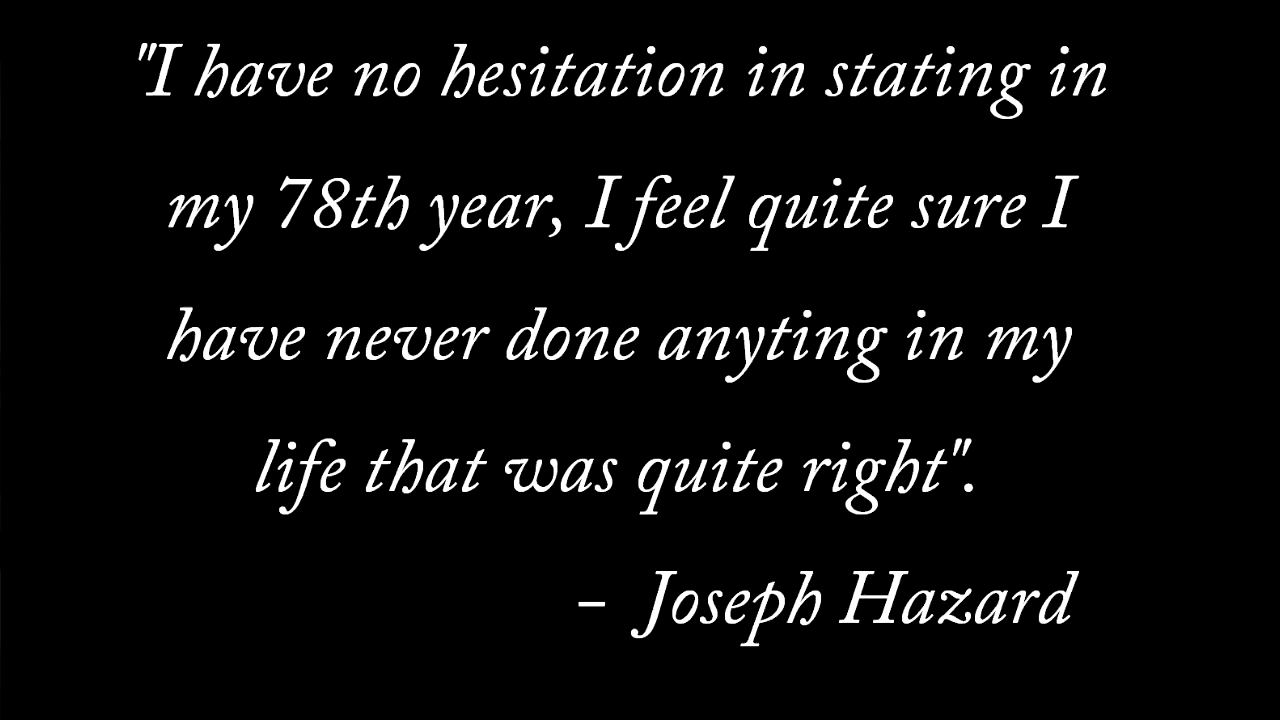 "I have no hesitation in stating in
my 78th year, I feel quite sure I
have never done anyting in my
life that was quite right".
- Joseph Hazard